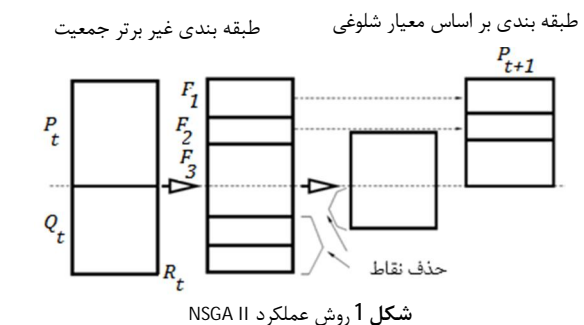 طبقه بندی بر اساس معیار شلوغی
طبقه بندی غیر برتر جمعیت
P_t+1
F_1
P_t
F_2
F_3
Q_t
حذف نقاط
R_t
شکل 1 روش عملکرد NSGA II